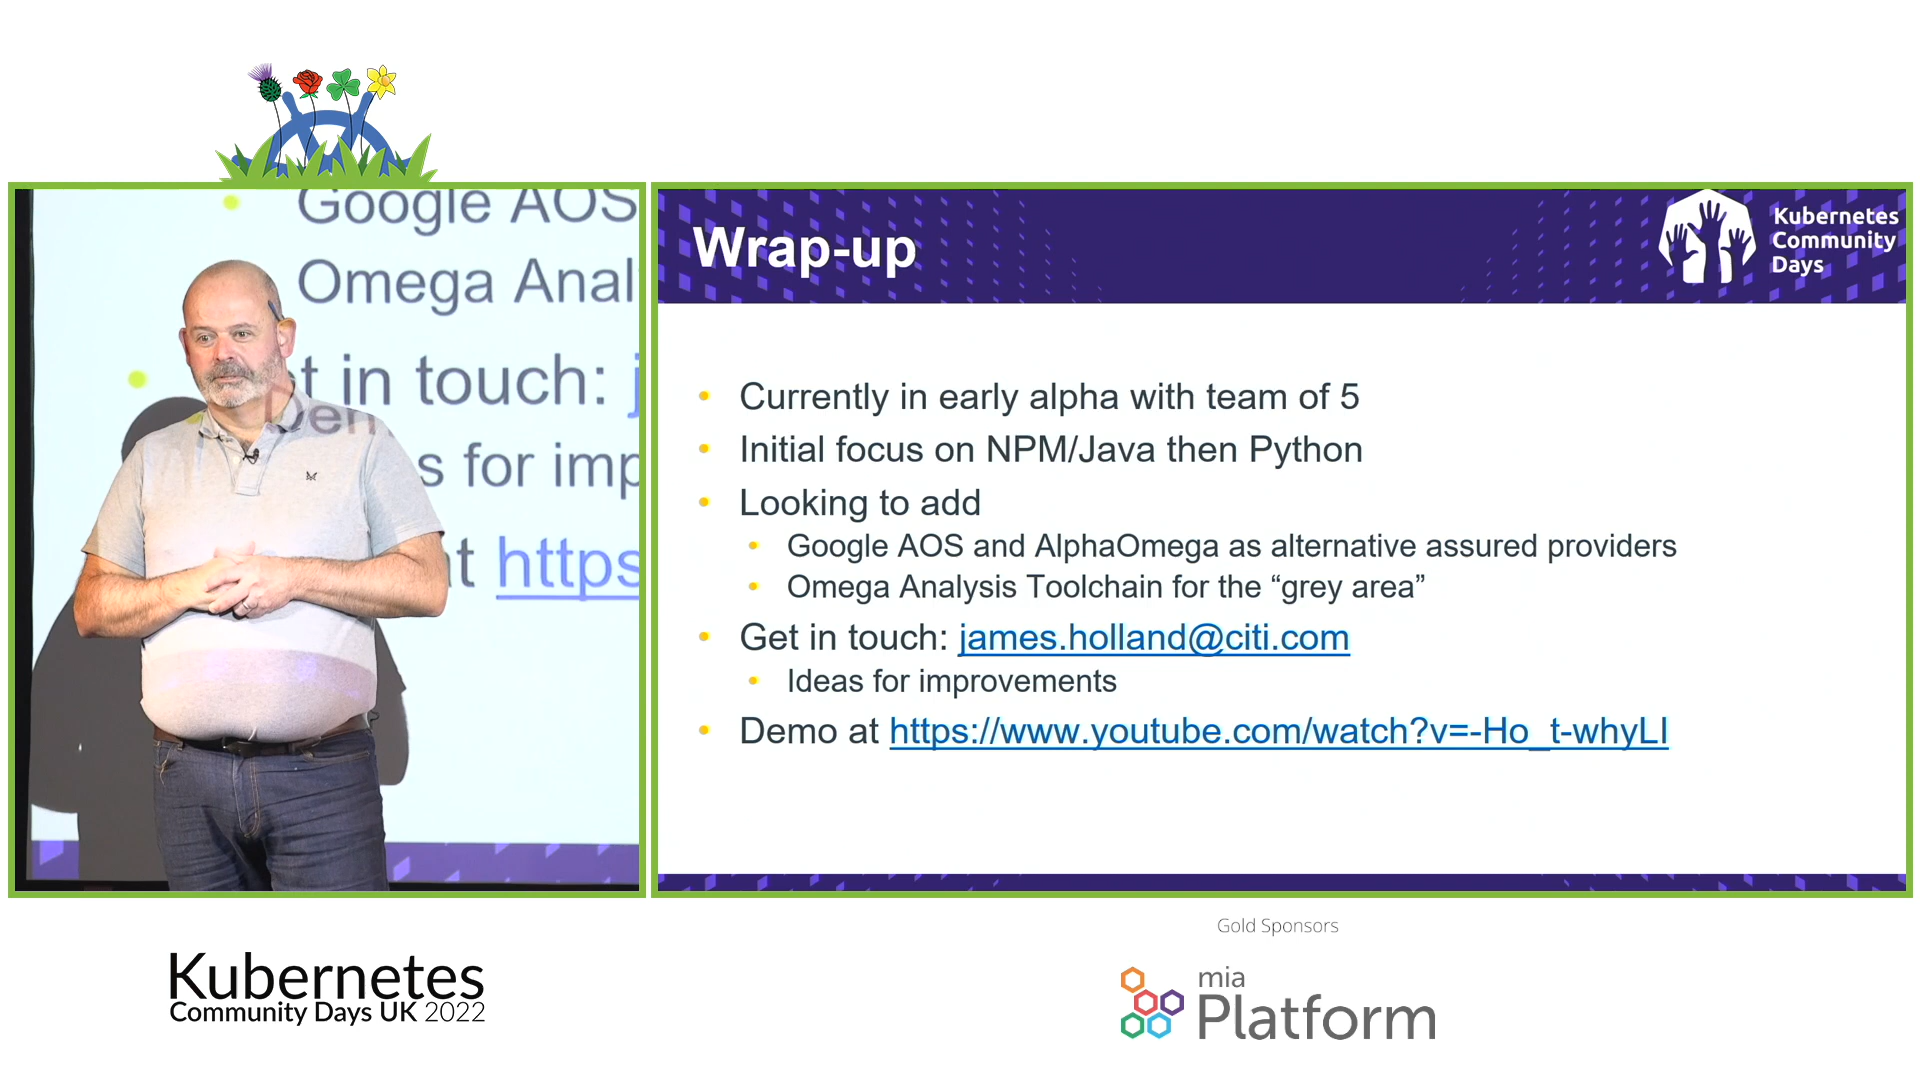 Google AOS
Omega Anal
t in touch: j
Dem
s for imp
at https
Wrap-up
Kubernetes
Community
Days
Currently in early alpha with team of 5
Initial focus on NPM/Java then Python
Looking to add
Google AOS and AlphaOmega as alternative assured providers
Omega Analysis Toolchain for the “grey area”
Get in touch: james.holland@citi.com
Ideas for improvements
Demo at https://www.youtube.com/watch?v=-Ho_t-whyLI
Kubernetes
Community Days UK 2022
Gold Sponsors
mia
Platform